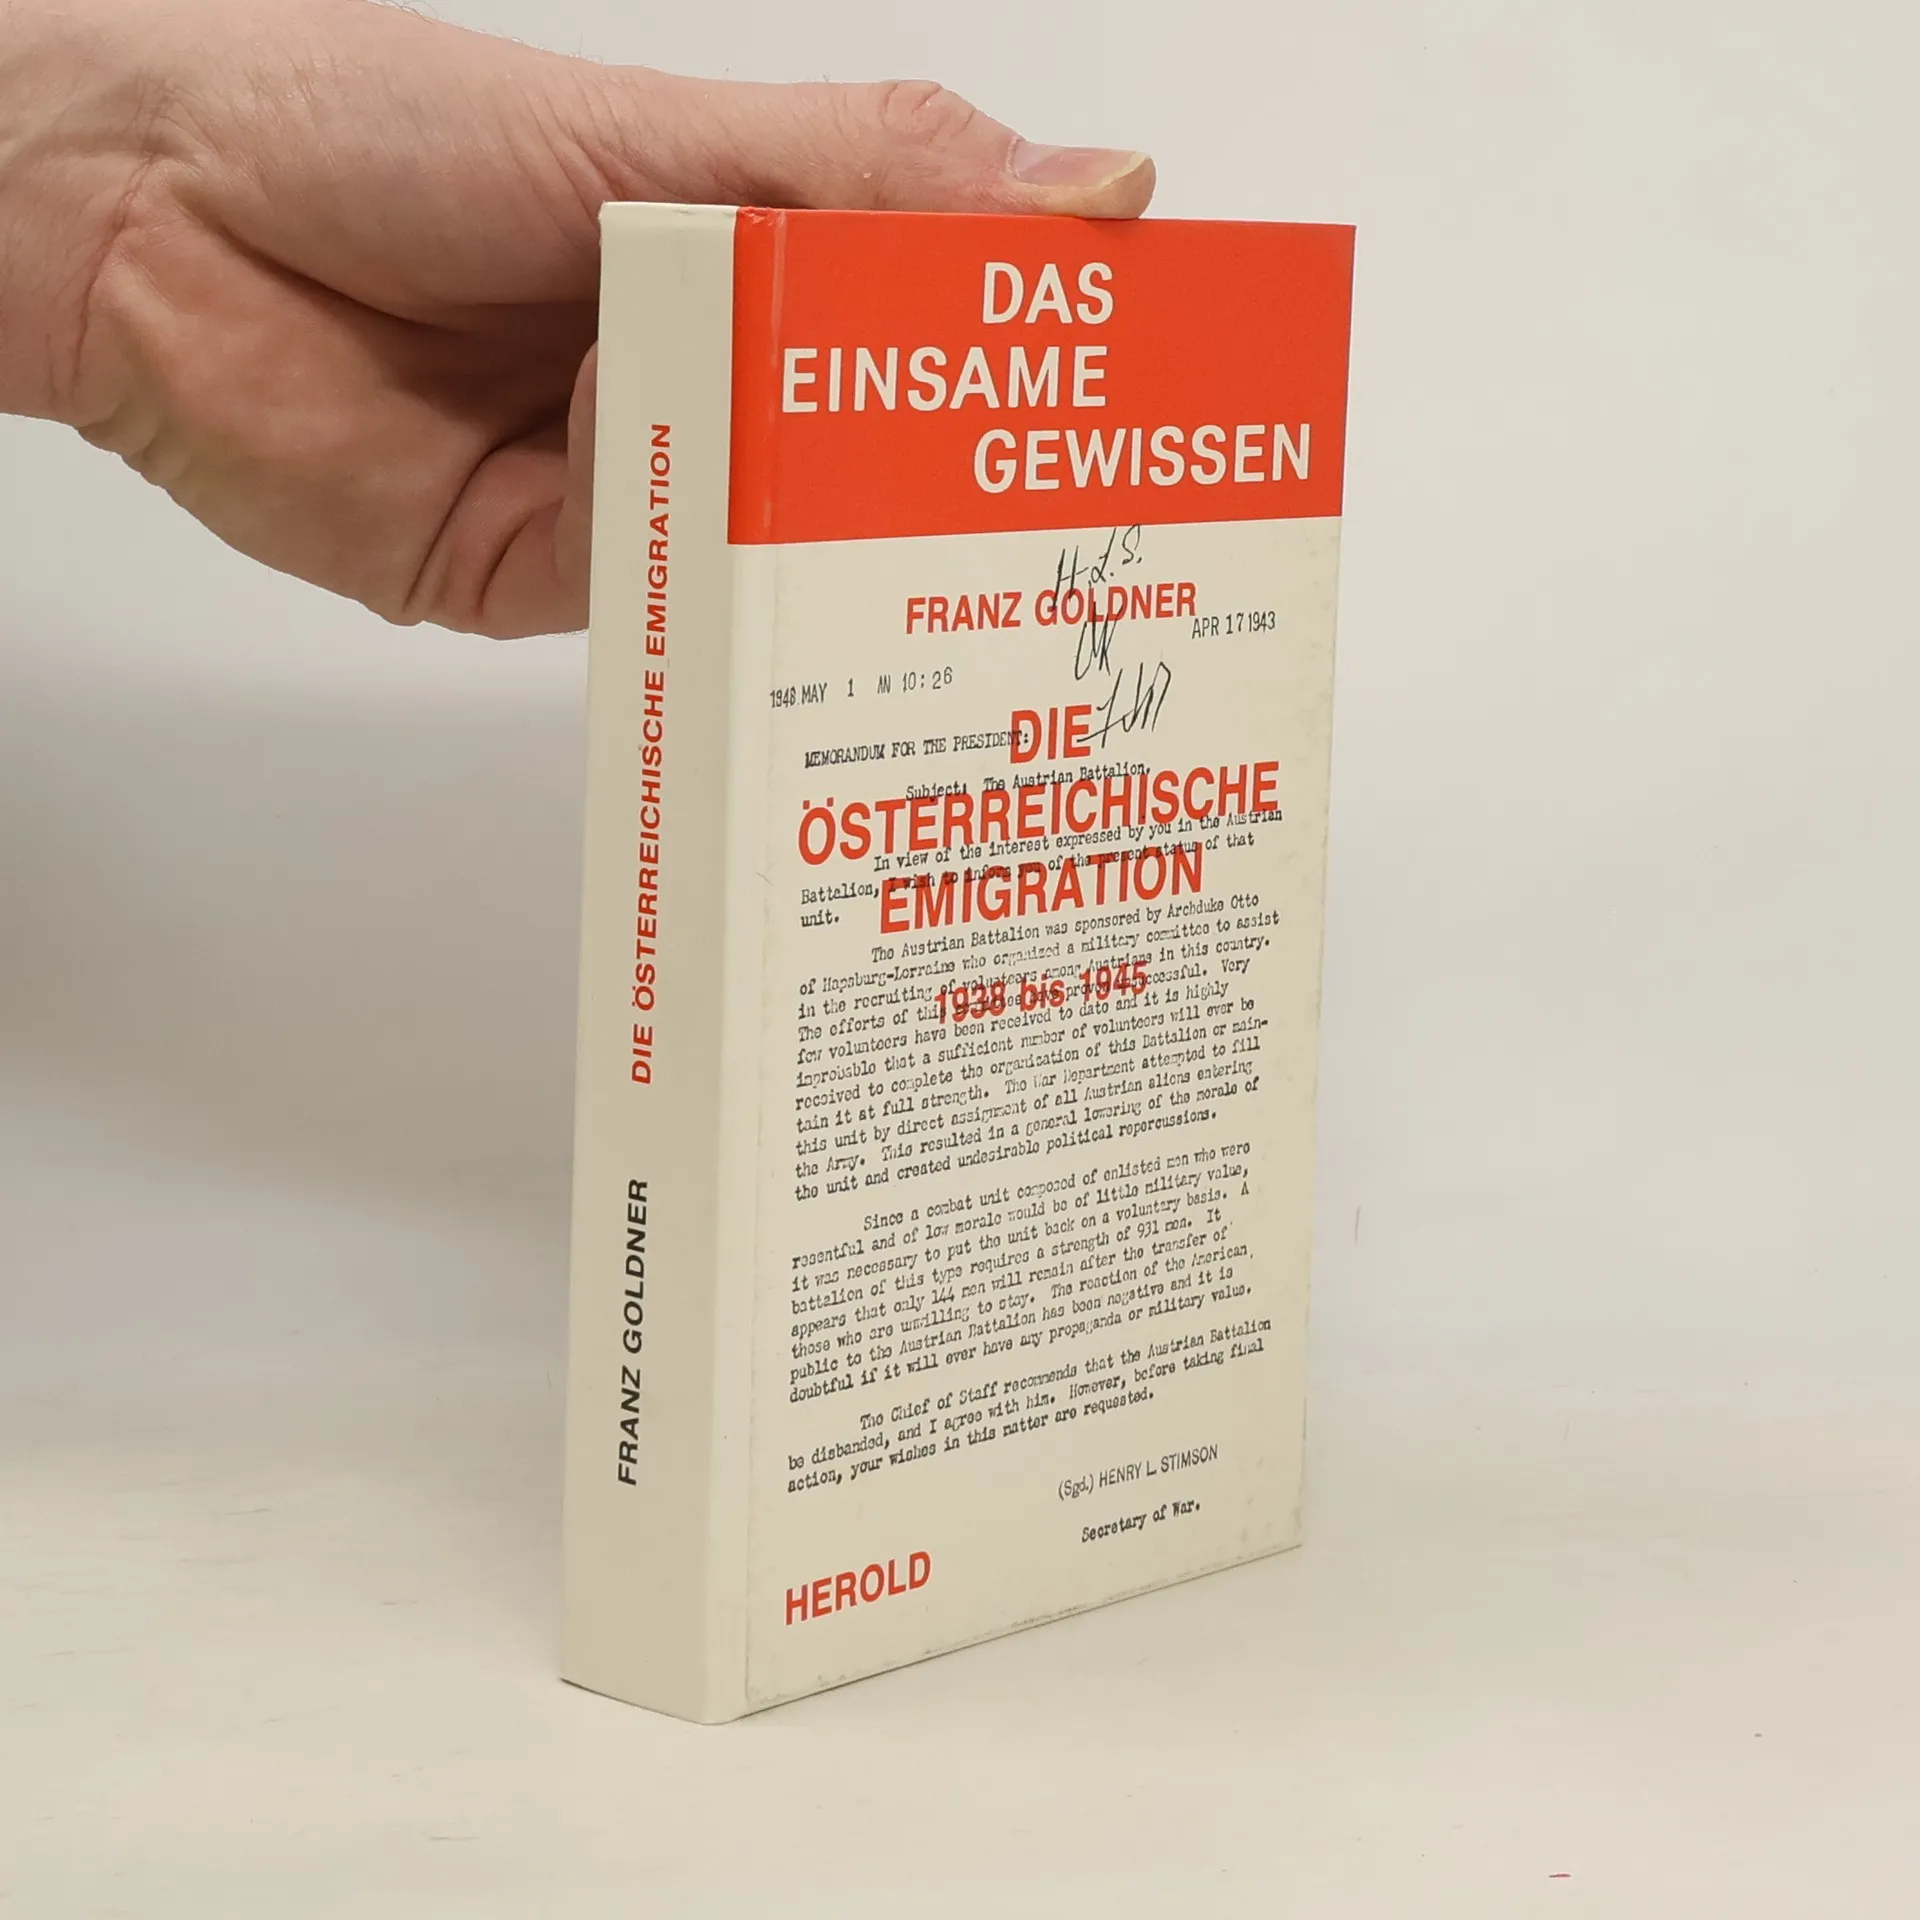 DIE ÖSTERREICHISCHE EMIGRATION
FRANZ GOLDNER
DAS
EINSAME
GEWISSEN
H.L.S.
FRANZ GOLDNER
APR 17 1943
OK
1943 MAY 1 AM 10:26
MEMORANDUM FOR THE PRESIDENT:
DIE
Subject: The Austrian Battalion.
ÖSTERREICHISCHE
In view of the interest expressed by you in the Austrian
Battalion, I wish to inform you of the present status of that
unit.
EMIGRATION
The Austrian Battalion was sponsored by Archduke Otto
of Hapsburg-Lorraine who organized a military committee to assist
in the recruiting of volunteers among Austrians in this country.
1938 bis 1945
The efforts of this committee have proven unsuccessful. Very
few volunteers have been received to date and it is highly
improbable that a sufficient number of volunteers will ever be
received to complete the organization of this Battalion or main-
tain it at full strength. The War Department attempted to fill
this unit by direct assignment of all Austrian aliens entering
the Army. This resulted in a general lowering of the morale of
the unit and created undesirable political repercussions.
Since a combat unit composed of enlisted men who were
resentful and of low morale would be of little military value,
it was necessary to put the unit back on a voluntary basis. A
battalion of this type requires a strength of 931 men. It
appears that only 144 men will remain after the transfer of
those who are unwilling to stay. The reaction of the American
public to the Austrian Battalion has been negative and it is
doubtful if it will ever have any propaganda or military value.
The Chief of Staff recommends that the Austrian Battalion
be disbanded, and I agree with him. However, before taking final
action, your wishes in this matter are requested.
(Sgd.) HENRY L. STIMSON
Secretary of War.
HEROLD